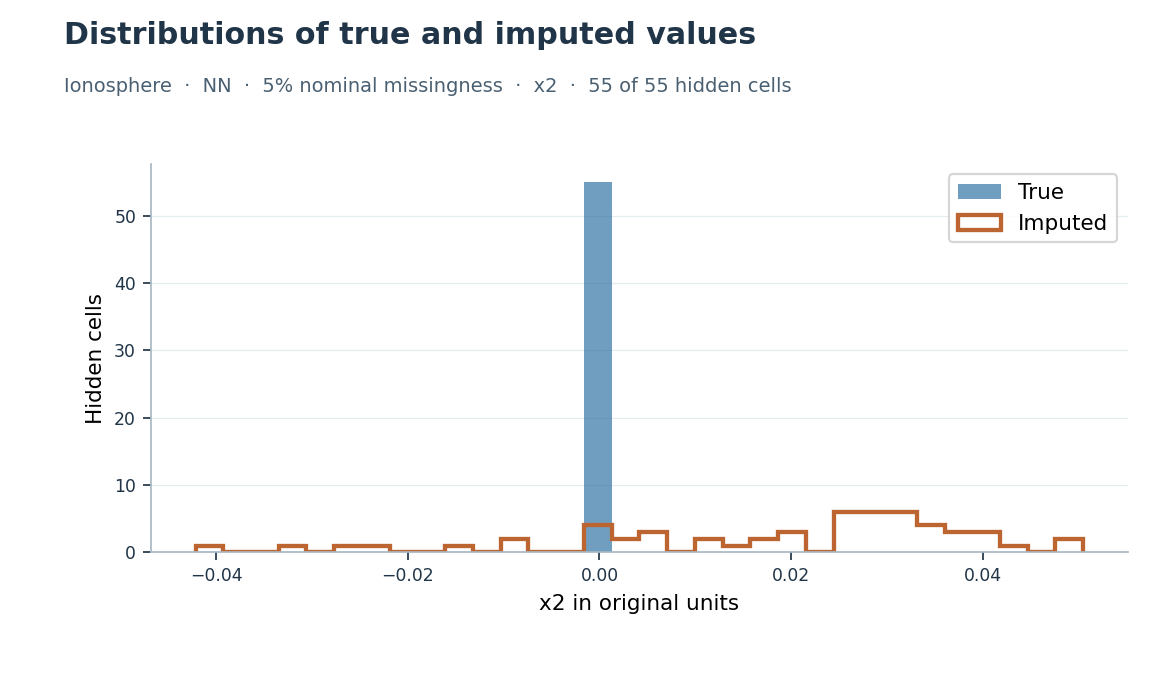 Distributions of true and imputed values
Ionosphere · NN · 5% nominal missingness · x2 · 55 of 55 hidden cells
True
Imputed
Hidden cells
50
40
30
20
10
0
−0.04
−0.02
0.00
0.02
0.04
x2 in original units